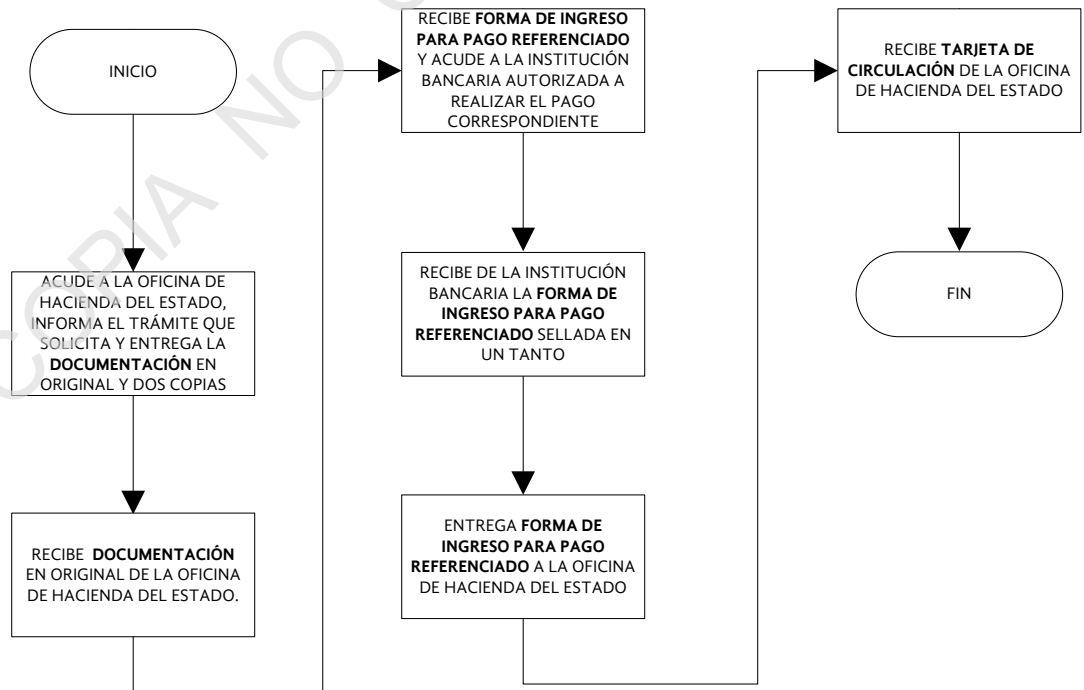 INICIO
ACUDE A LA OFICINA DE
HACIENDA DEL ESTADO,
INFORMA EL TRÁMITE QUE
SOLICITA Y ENTREGA LA
DOCUMENTACIÓN EN
ORIGINAL Y DOS COPIAS
RECIBE DOCUMENTACIÓN
EN ORIGINAL DE LA OFICINA
DE HACIENDA DEL ESTADO.
RECIBE FORMA DE INGRESO
PARA PAGO REFERENCIADO
Y ACUDE A LA INSTITUCIÓN
BANCARIA AUTORIZADA A
REALIZAR EL PAGO
CORRESPONDIENTE
RECIBE DE LA INSTITUCIÓN
BANCARIA LA FORMA DE
INGRESO PARA PAGO
REFERENCIADO SELLADA EN
UN TANTO
ENTREGA FORMA DE
INGRESO PARA PAGO
REFERENCIADO A LA OFICINA
DE HACIENDA DEL ESTADO
RECIBE TARJETA DE
CIRCULACIÓN DE LA OFICINA
DE HACIENDA DEL ESTADO
FIN
COPIA NO